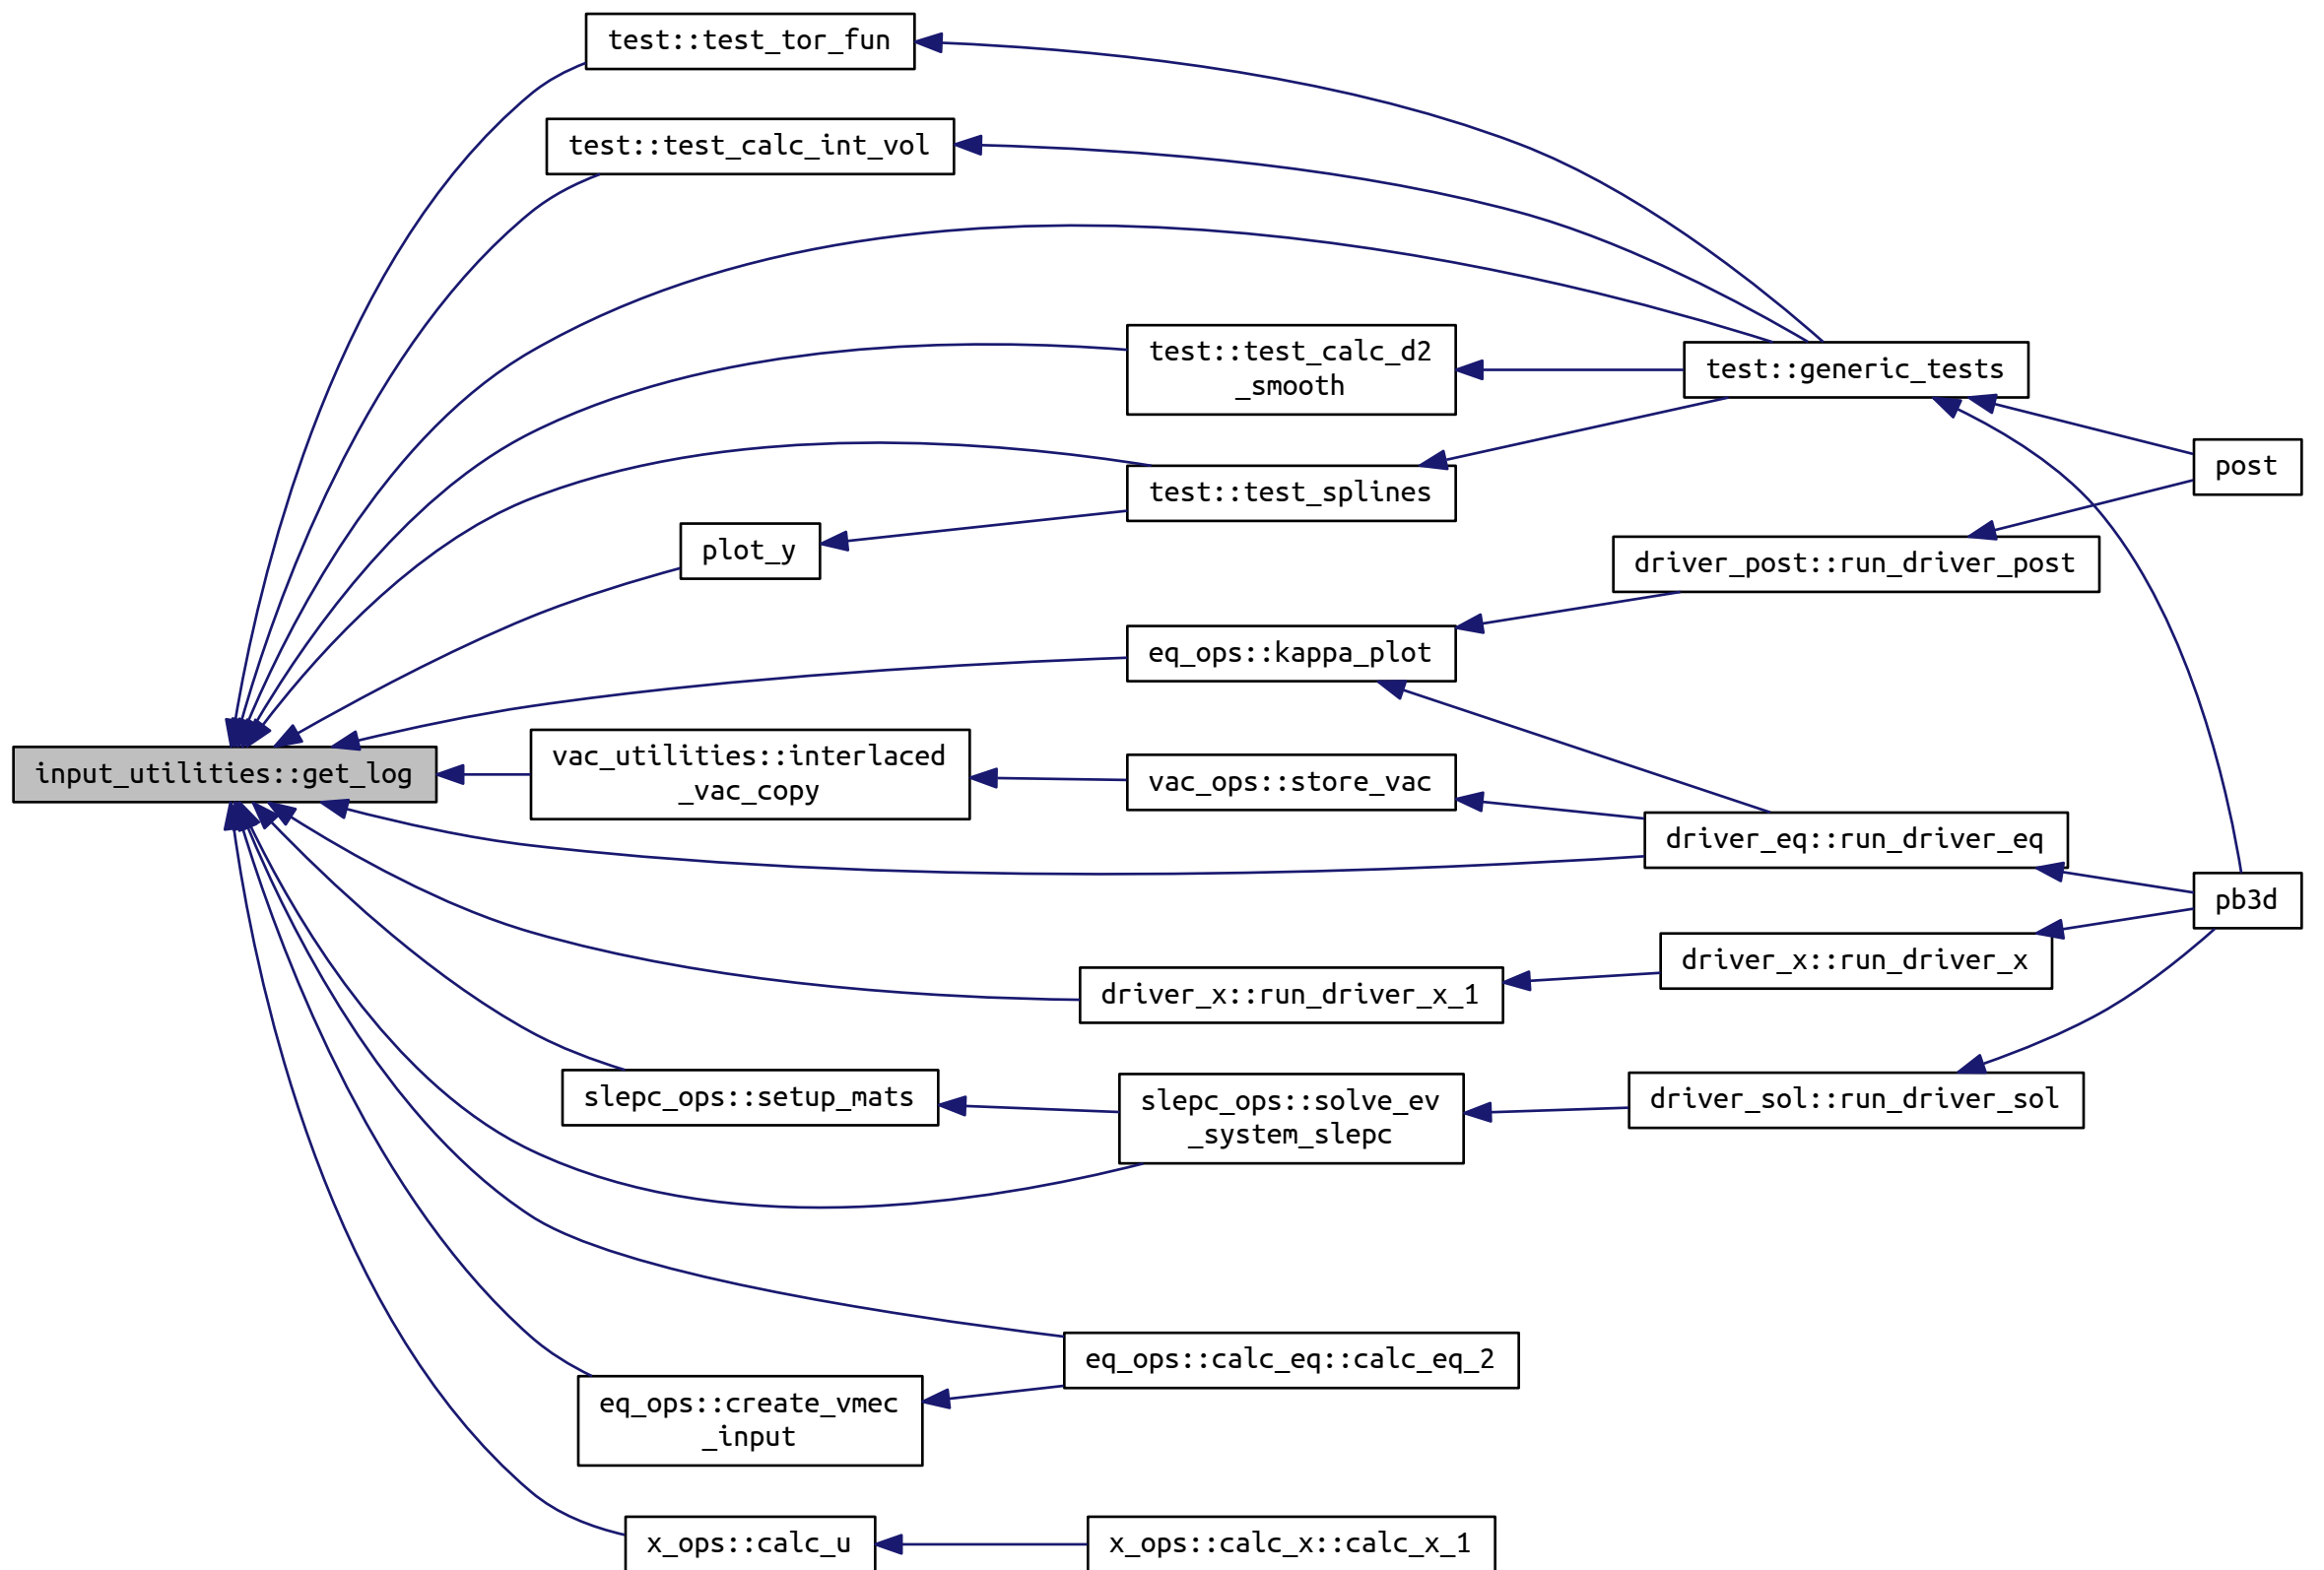 test::test_tor_fun
test::test_calc_int_vol
test::test_calc_d2
_smooth
test::generic_tests
post
test::test_splines
plot_y
driver_post::run_driver_post
eq_ops::kappa_plot
input_utilities::get_log
vac_utilities::interlaced
_vac_copy
vac_ops::store_vac
driver_eq::run_driver_eq
pb3d
driver_x::run_driver_x
driver_x::run_driver_x_1
slepc_ops::setup_mats
slepc_ops::solve_ev
_system_slepc
driver_sol::run_driver_sol
eq_ops::calc_eq::calc_eq_2
eq_ops::create_vmec
_input
x_ops::calc_u
x_ops::calc_x::calc_x_1